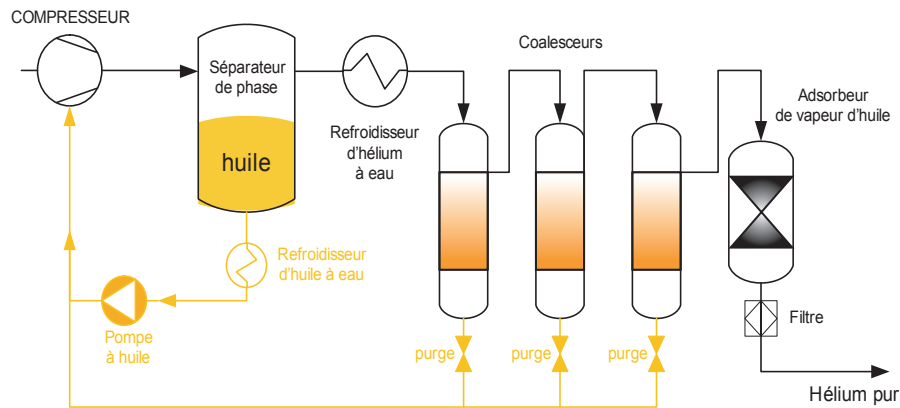 COMPRESSEUR
Séparateur
de phase
huile
Refroidisseur
d'hélium
à eau
Coalesceurs
Adsorbeur
de vapeur d'huile
Refroidisseur
d'huile à eau
Pompe
à huile
purge
purge
purge
Filtre
Hélium pur